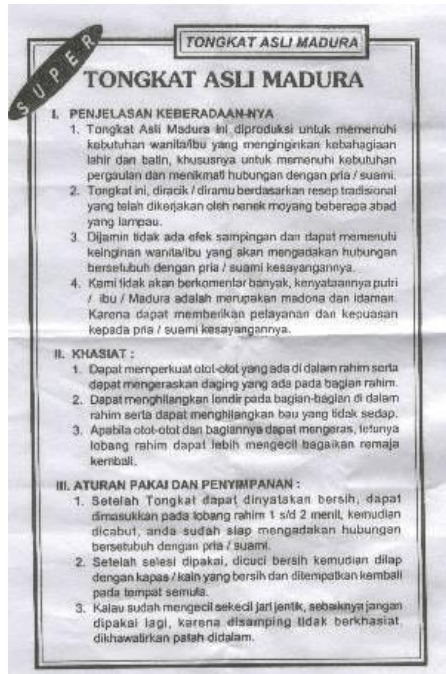 SUPER
TONGKAT ASLI MADURA
TONGKAT ASLI MADURA
I. PENJELASAN KEBERADAAN-NYA
1. Tongkat Asli Madura ini diproduksi untuk memenuhi
kebutuhan wanita/ibu yang menginginkan kebahagiaan
lahir dan batin, khususnya untuk memenuhi kebutuhan
pergaulan dan menikmati hubungan dengan pria / suami.
2. Tongkat ini, diracik / diramu berdasarkan resep tradisional
yang telah dikerjakan oleh nenek moyang beberapa abad
yang lampau.
3. Dijamin tidak ada efek sampingan dan dapat memenuhi
keinginan wanita/ibu yang akan mengadakan hubungan
bersetubuh dengan pria / suami kesayangannya.
4. Kami tidak akan berkomentar banyak, kenyataannya putri
/ ibu / Madura adalah merupakan madona dan idaman.
Karena dapat memberikan pelayanan dan kepuasan
kepada pria / suami kesayangannya.
II. KHASIAT :
1. Dapat memperkuat otot-otot yang ada di dalam rahim serta
dapat mengeraskan daging yang ada pada bagian rahim.
2. Dapat menghilangkan lendir pada bagian-bagian di dalam
rahim serta dapat menghilangkan bau yang tidak sedap.
3. Apabila otot-otot dan bagiannya dapat mengeras, tetunya
lobang rahim dapat lebih mengecil bagaikan remaja
kembali.
III. ATURAN PAKAI DAN PENYIMPANAN :
1. Setelah Tongkat dapat dinyatakan bersih, dapat
dimasukkan pada lobang rahim 1 s/d 2 menit, kemudian
dicabut, anda sudah siap mengadakan hubungan
bersetubuh dengan pria / suami.
2. Setelah selesi dipakai, dicuci bersih kemudian dilap
dengan kapas / kain yang bersih dan ditempatkan kembali
pada tempat semula.
3. Kalau sudah mengecil sekecil jari jentik, sebaiknya jangan
dipakai lagi, karena disamping tidak berkhasiat,
dikhawatirkan patah didalam.